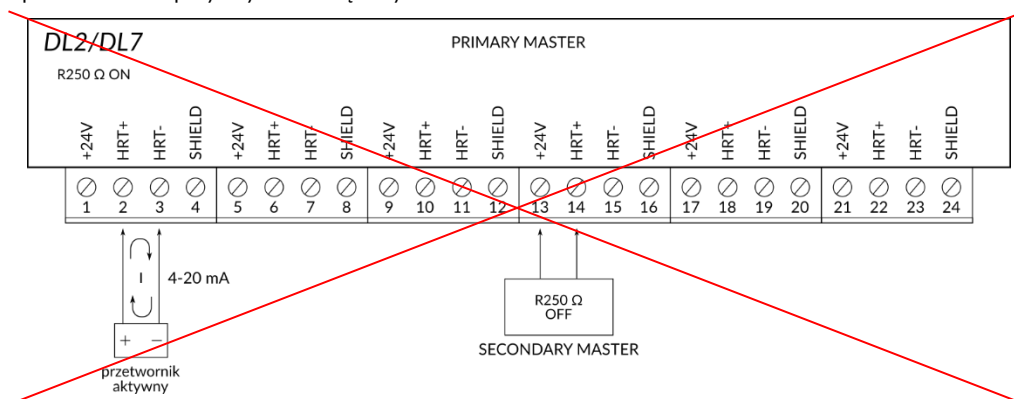 DL2/DL7
PRIMARY MASTER
R250 Ω ON
+24V HRT+ HRT- SHIELD +24V HRT+ HRT- SHIELD +24V HRT+ HRT- SHIELD +24V HRT+ HRT- SHIELD +24V HRT+ HRT- SHIELD +24V HRT+ HRT- SHIELD
1 2 3 4 5 6 7 8 9 10 11 12 13 14 15 16 17 18 19 20 21 22 23 24
I 4-20 mA
+ −
przetwornik
aktywny
R250 Ω
OFF
SECONDARY MASTER